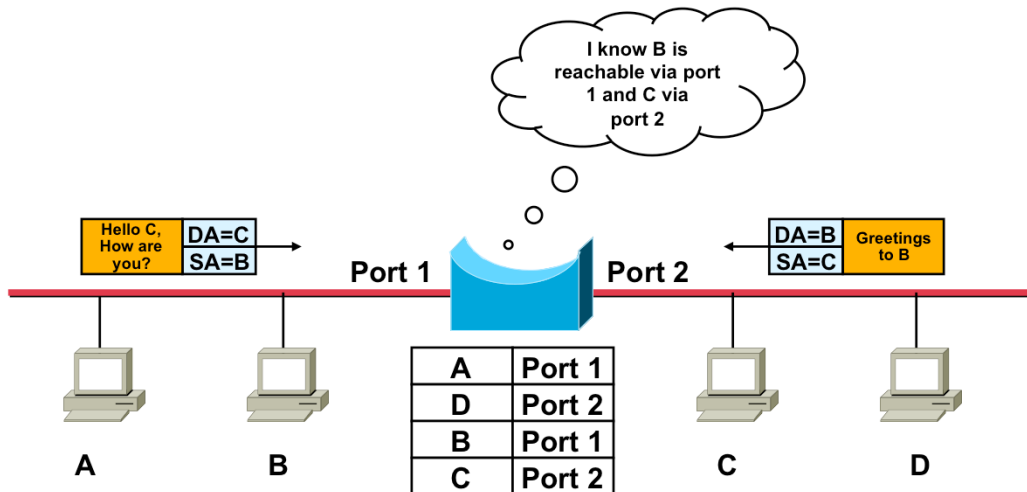 I know B is
reachable via port
1 and C via
port 2
Hello C,
How are
you?
DA=C
SA=B
DA=B
SA=C
Greetings
to B
Port 1
Port 2
A Port 1
D Port 2
B Port 1
C Port 2
A
B
C
D